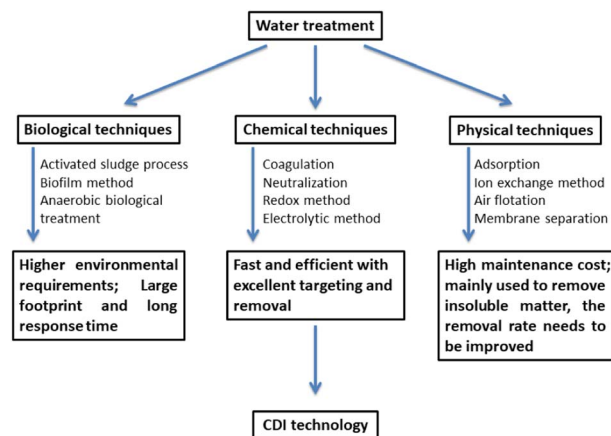 Water treatment
Biological techniques
Chemical techniques
Physical techniques
Activated sludge process
Biofilm method
Anaerobic biological
treatment
Coagulation
Neutralization
Redox method
Electrolytic method
Adsorption
Ion exchange method
Air flotation
Membrane separation
Higher environmental
requirements; Large
footprint and long
response time
Fast and efficient with
excellent targeting and
removal
High maintenance cost;
mainly used to remove
insoluble matter, the
removal rate needs to
be improved
CDI technology